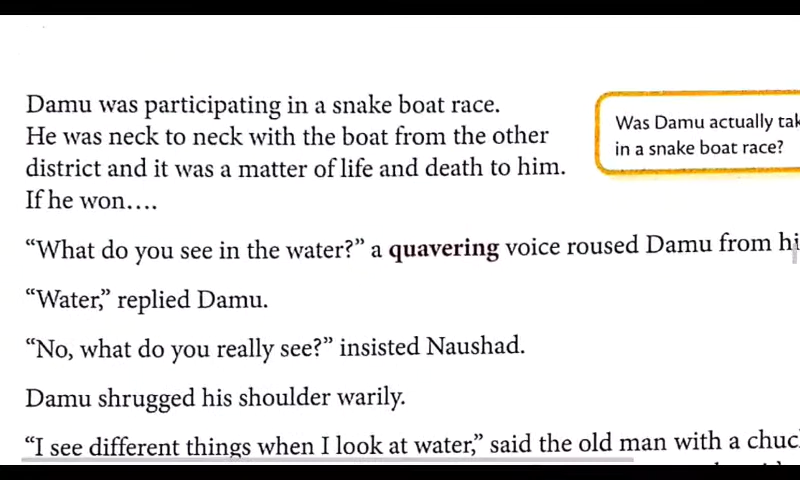 Damu was participating in a snake boat race.
He was neck to neck with the boat from the other
district and it was a matter of life and death to him.
If he won....
Was Damu actually
in a snake boat race?
“What do you see in the water?” a quavering voice roused Damu from
“Water,” replied Damu.
“No, what do you really see?” insisted Naushad.
Damu shrugged his shoulder warily.
“I see different things when I look at water,” said the old man with a